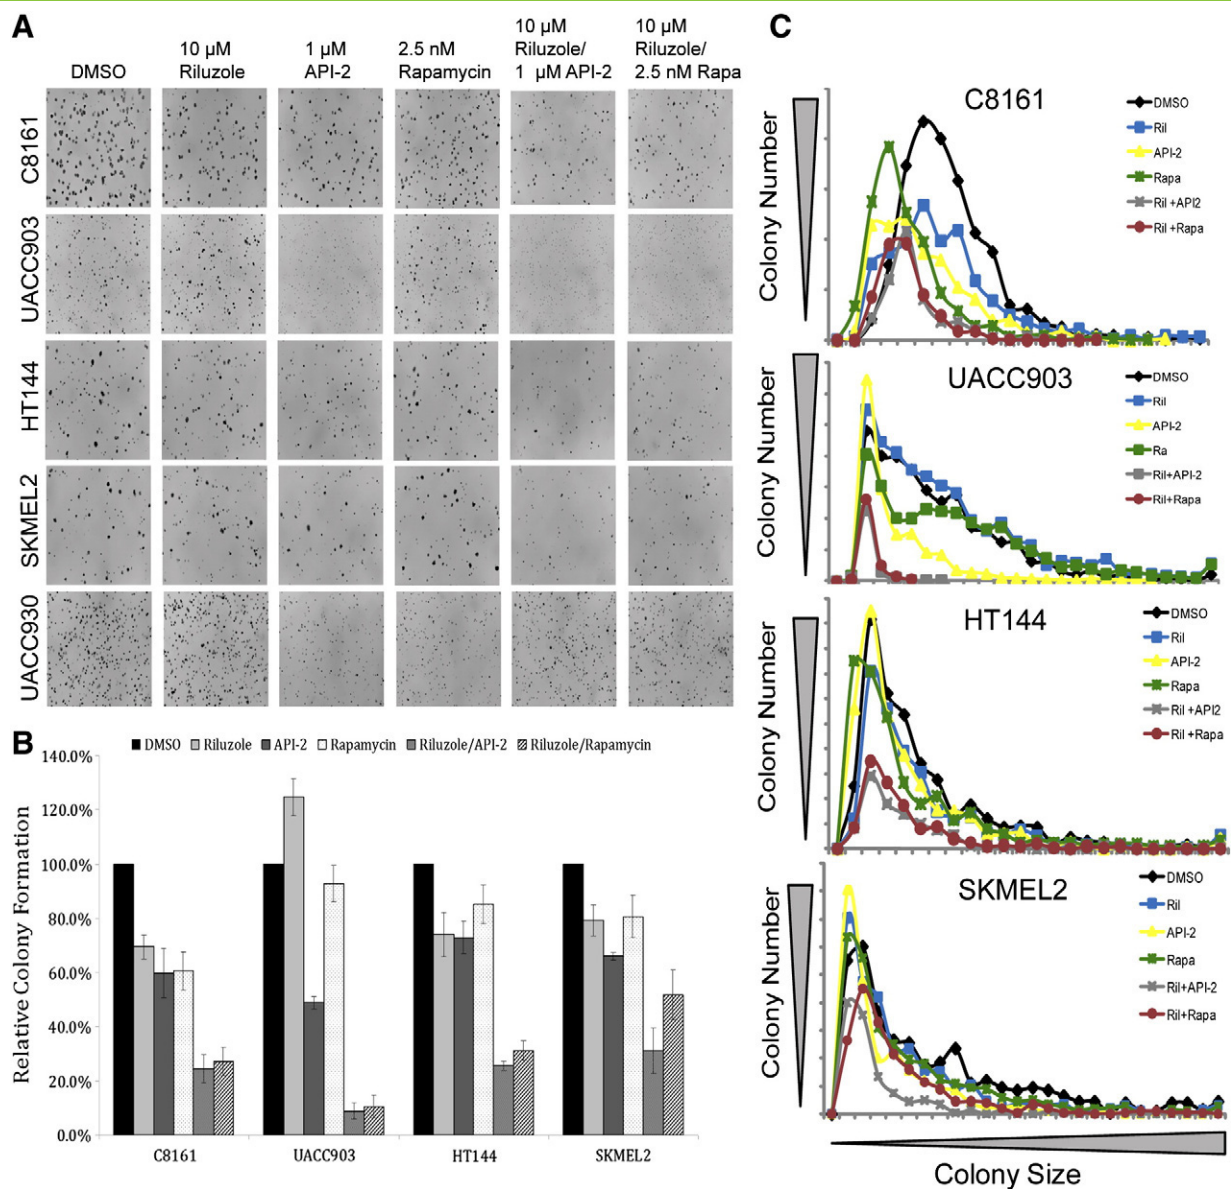 A
DMSO
10 µM
Riluzole
1 µM
API-2
2.5 nM
Rapamycin
10 µM
Riluzole/
1 µM API-2
10 µM
Riluzole/
2.5 nM Rapa
C8161
UACC903
HT144
SKMEL2
UACC930
B
DMSO Riluzole API-2 Rapamycin Riluzole/API-2 Riluzole/Rapamycin
Relative Colony Formation
140.0%
120.0%
100.0%
80.0%
60.0%
40.0%
20.0%
0.0%
C8161 UACC903 HT144 SKMEL2
C
C8161
Colony Number
DMSO
Ril
API-2
Rapa
Ril +API2
Ril +Rapa
UACC903
Colony Number
DMSO
Ril
API-2
Ra
Ril+API-2
Ril+Rapa
HT144
Colony Number
DMSO
Ril
API-2
Rapa
Ril +API2
Ril +Rapa
SKMEL2
Colony Number
DMSO
Ril
API-2
Rapa
Ril+API-2
Ril+Rapa
Colony Size